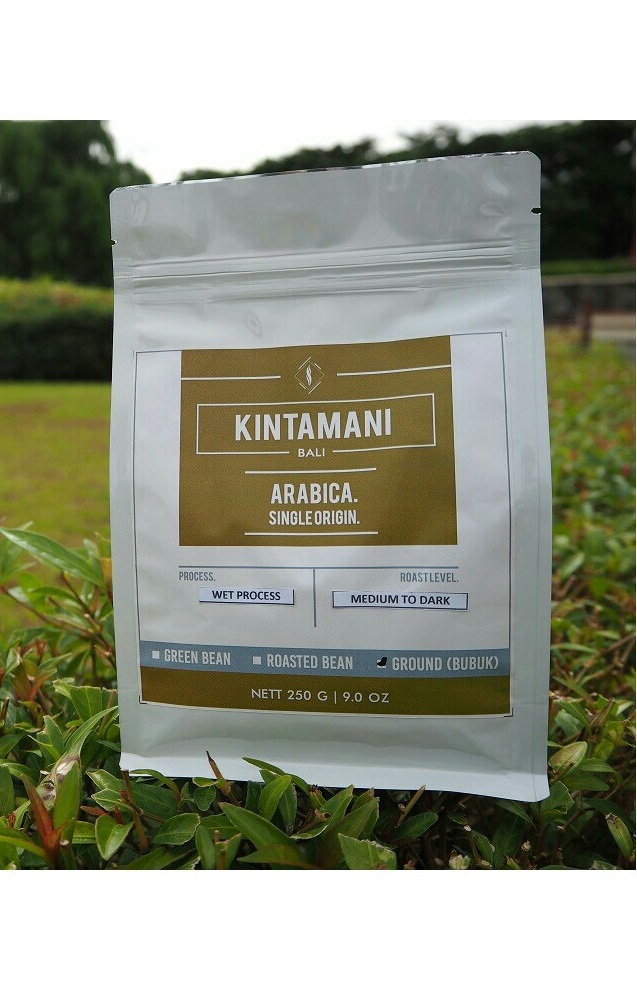 KINTAMANI
BALI
ARABICA.
SINGLE ORIGIN.
PROCESS.
ROAST LEVEL.
WET PROCESS
MEDIUM TO DARK
GREEN BEAN
ROASTED BEAN
GROUND (BUBUK)
NETT 250 G | 9.0 OZ